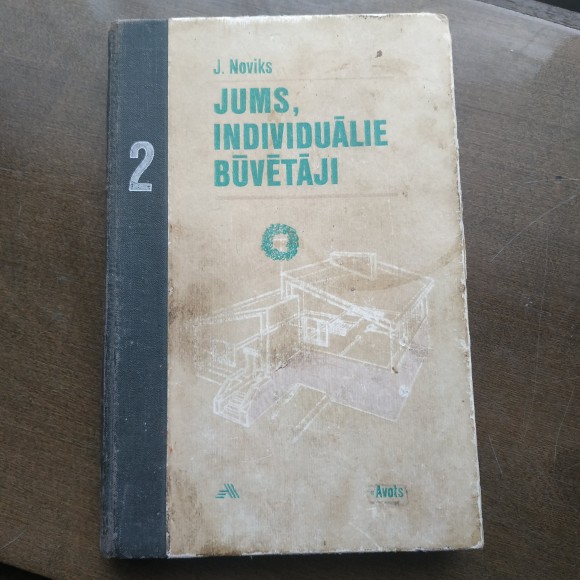 J. Noviks
JUMS,
INDIVIDUĀLIE
BŪVĒTĀJI
2
Avots